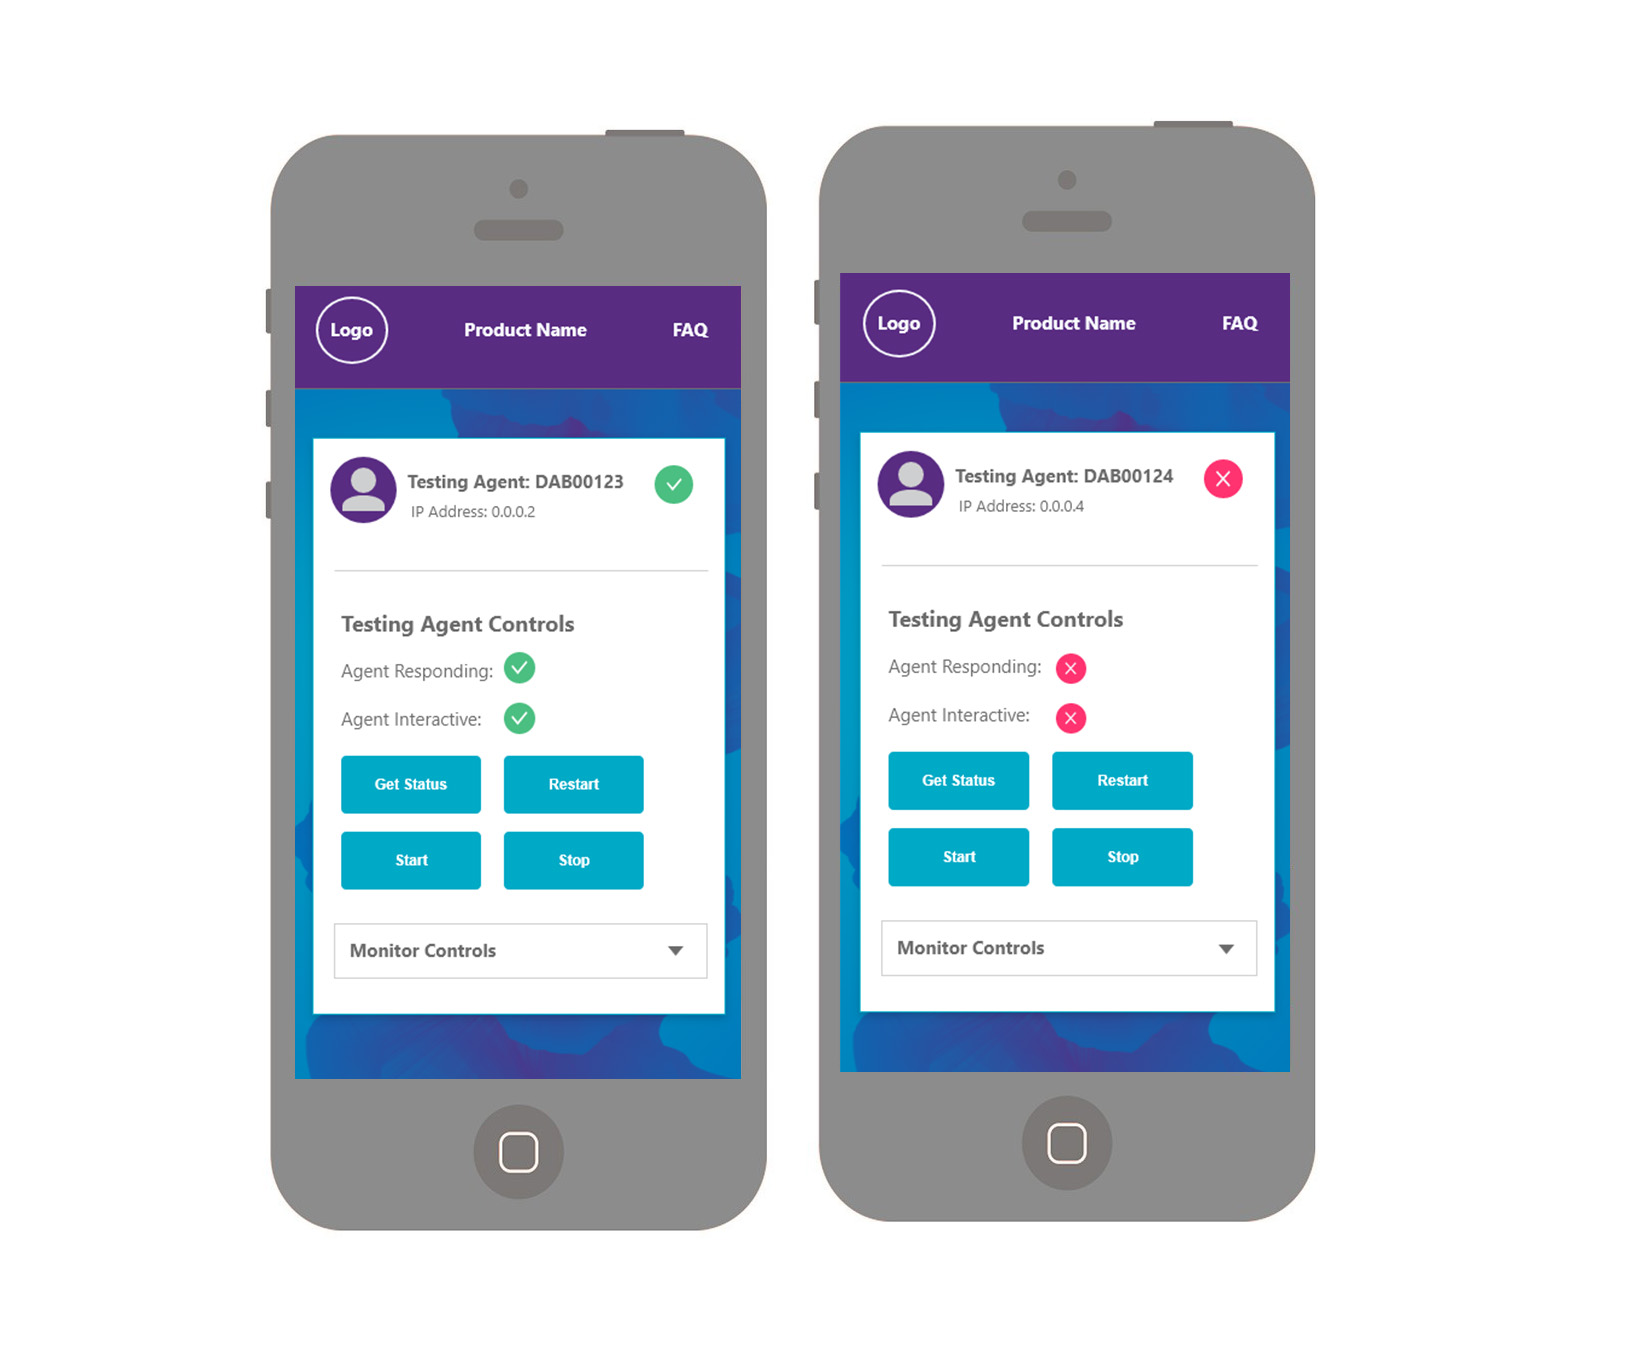 Logo Product Name FAQ
Testing Agent: DAB00123
IP Address: 0.0.0.2
Testing Agent Controls
Agent Responding:
Agent Interactive:
Get Status Restart
Start Stop
Monitor Controls
Logo Product Name FAQ
Testing Agent: DAB00124
IP Address: 0.0.0.4
Testing Agent Controls
Agent Responding:
Agent Interactive:
Get Status Restart
Start Stop
Monitor Controls